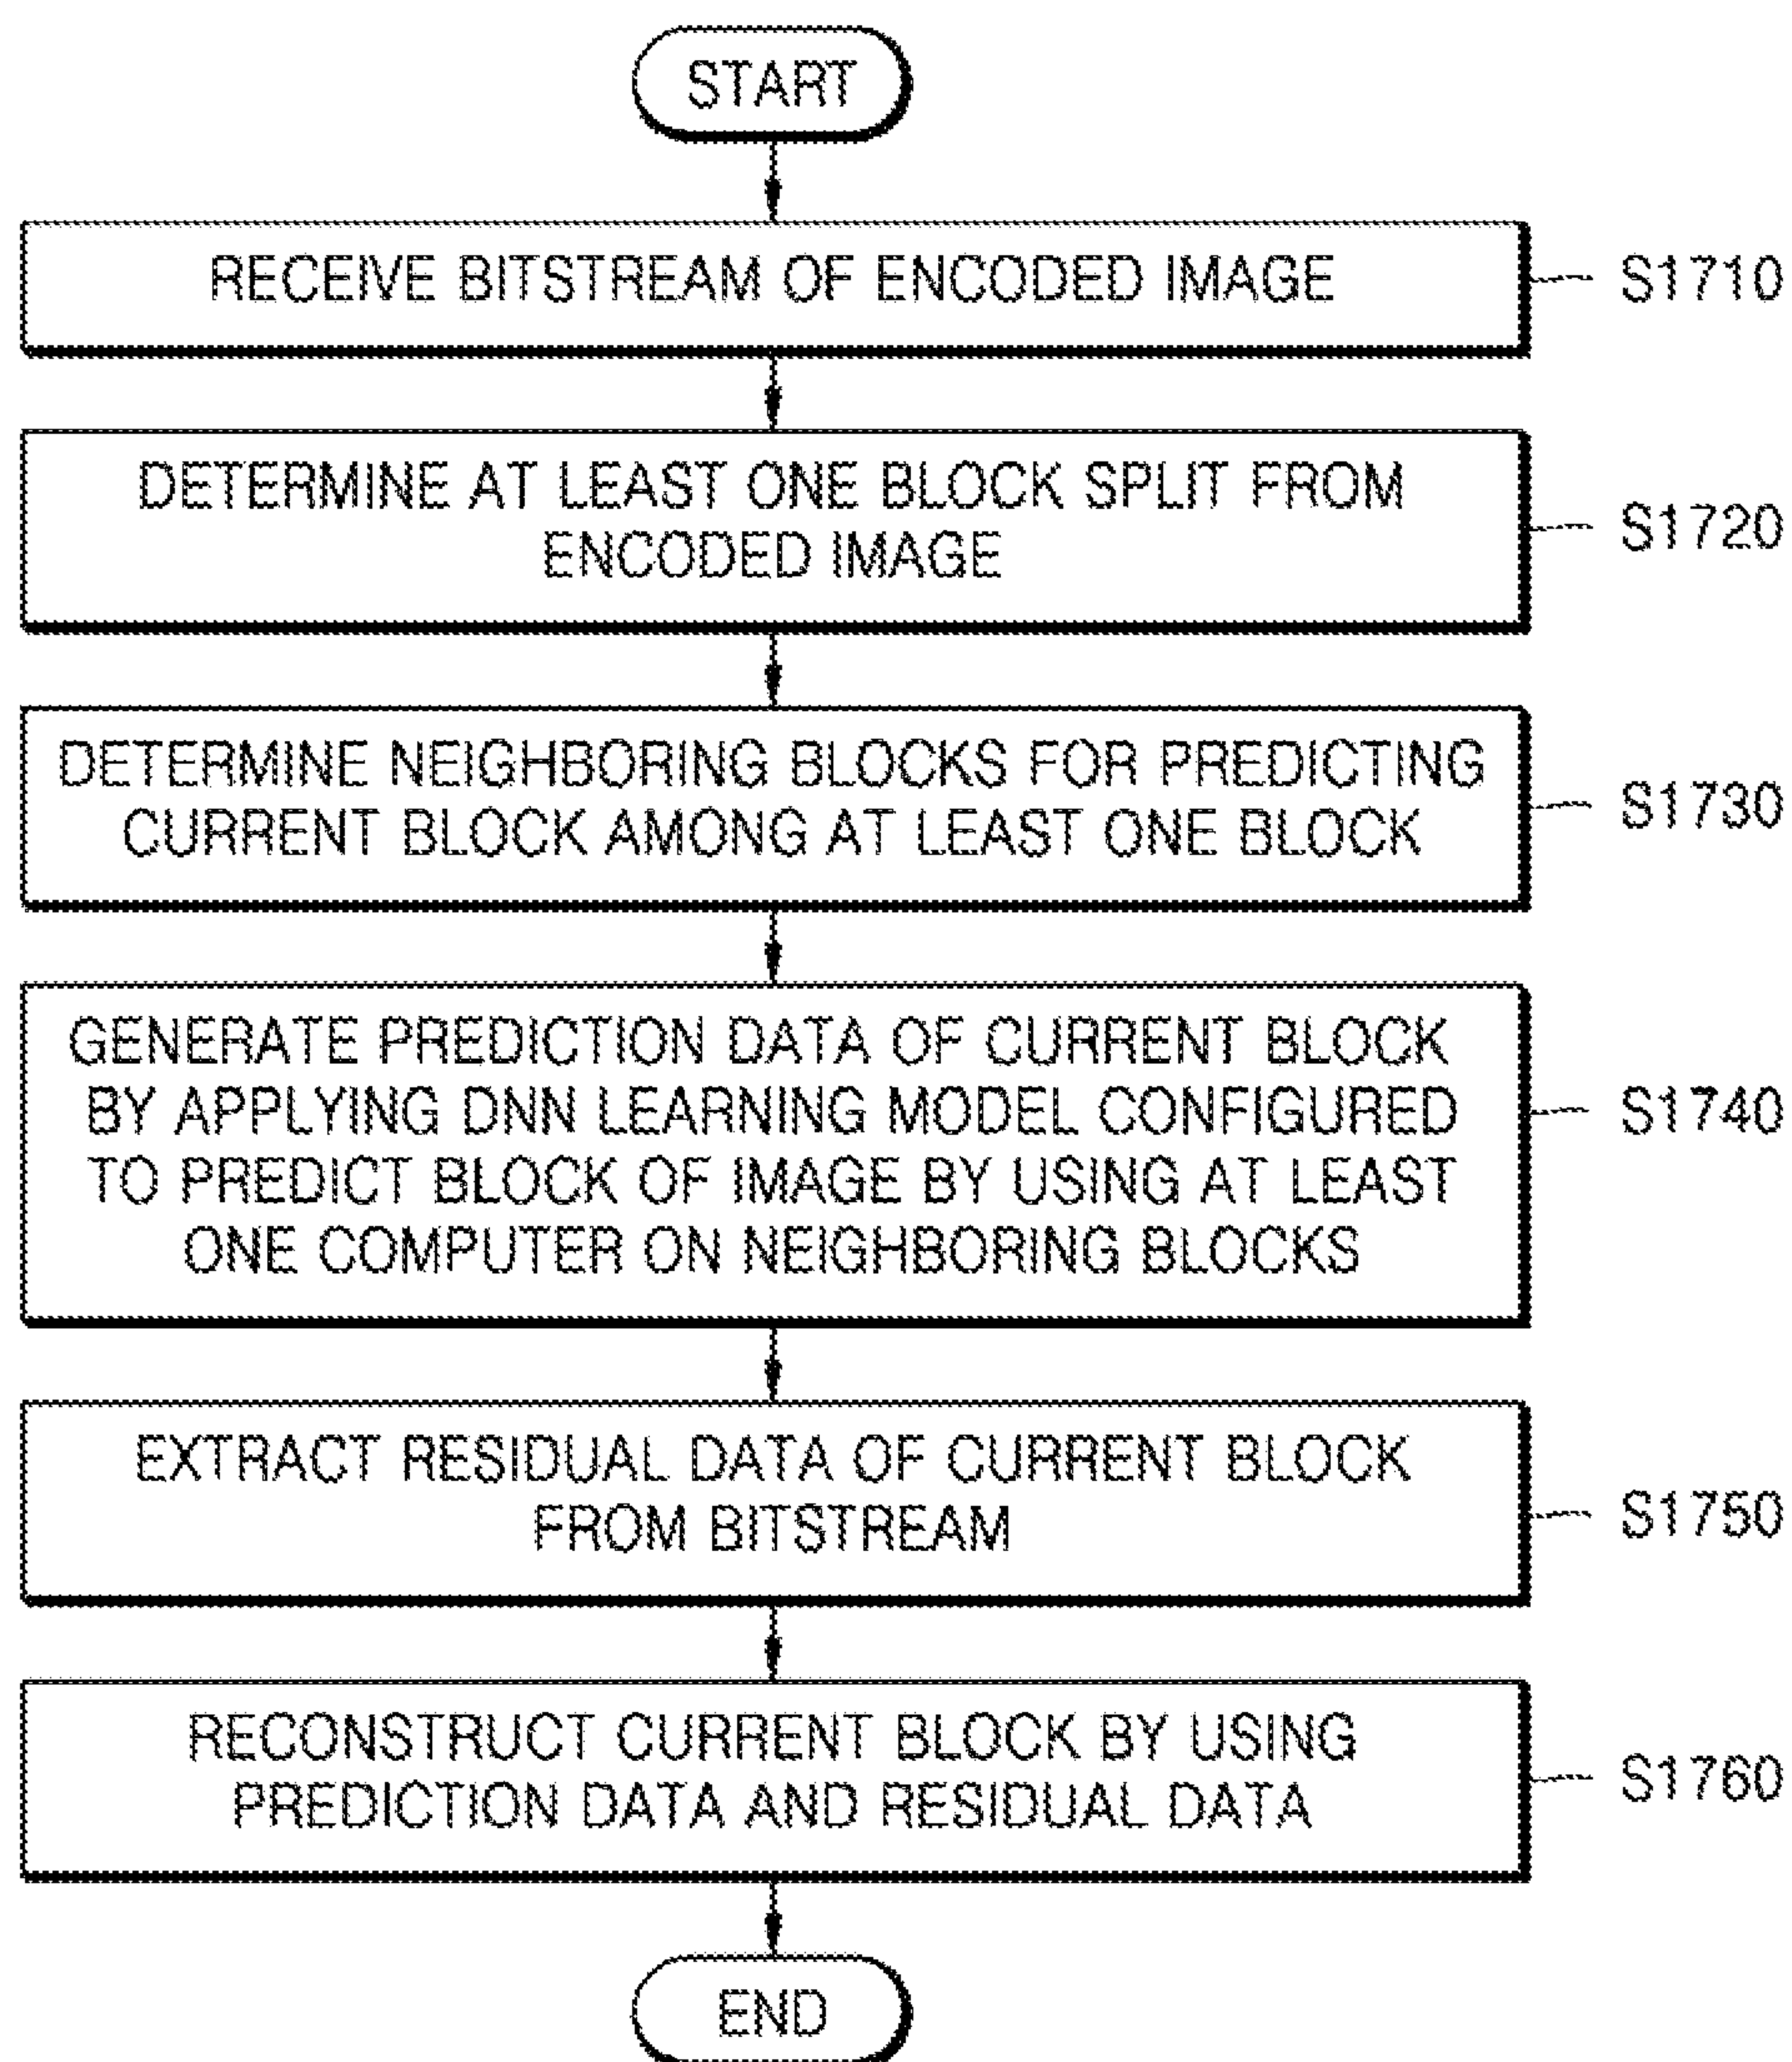 START
RECEIVE BITSTREAM OF ENCODED IMAGE
S1710
DETERMINE AT LEAST ONE BLOCK SPLIT FROM
ENCODED IMAGE
S1720
DETERMINE NEIGHBORING BLOCKS FOR PREDICTING
CURRENT BLOCK AMONG AT LEAST ONE BLOCK
S1730
GENERATE PREDICTION DATA OF CURRENT BLOCK
BY APPLYING DNN LEARNING MODEL CONFIGURED
TO PREDICT BLOCK OF IMAGE BY USING AT LEAST
ONE COMPUTER ON NEIGHBORING BLOCKS
S1740
EXTRACT RESIDUAL DATA OF CURRENT BLOCK
FROM BITSTREAM
S1750
RECONSTRUCT CURRENT BLOCK BY USING
PREDICTION DATA AND RESIDUAL DATA
S1760
END